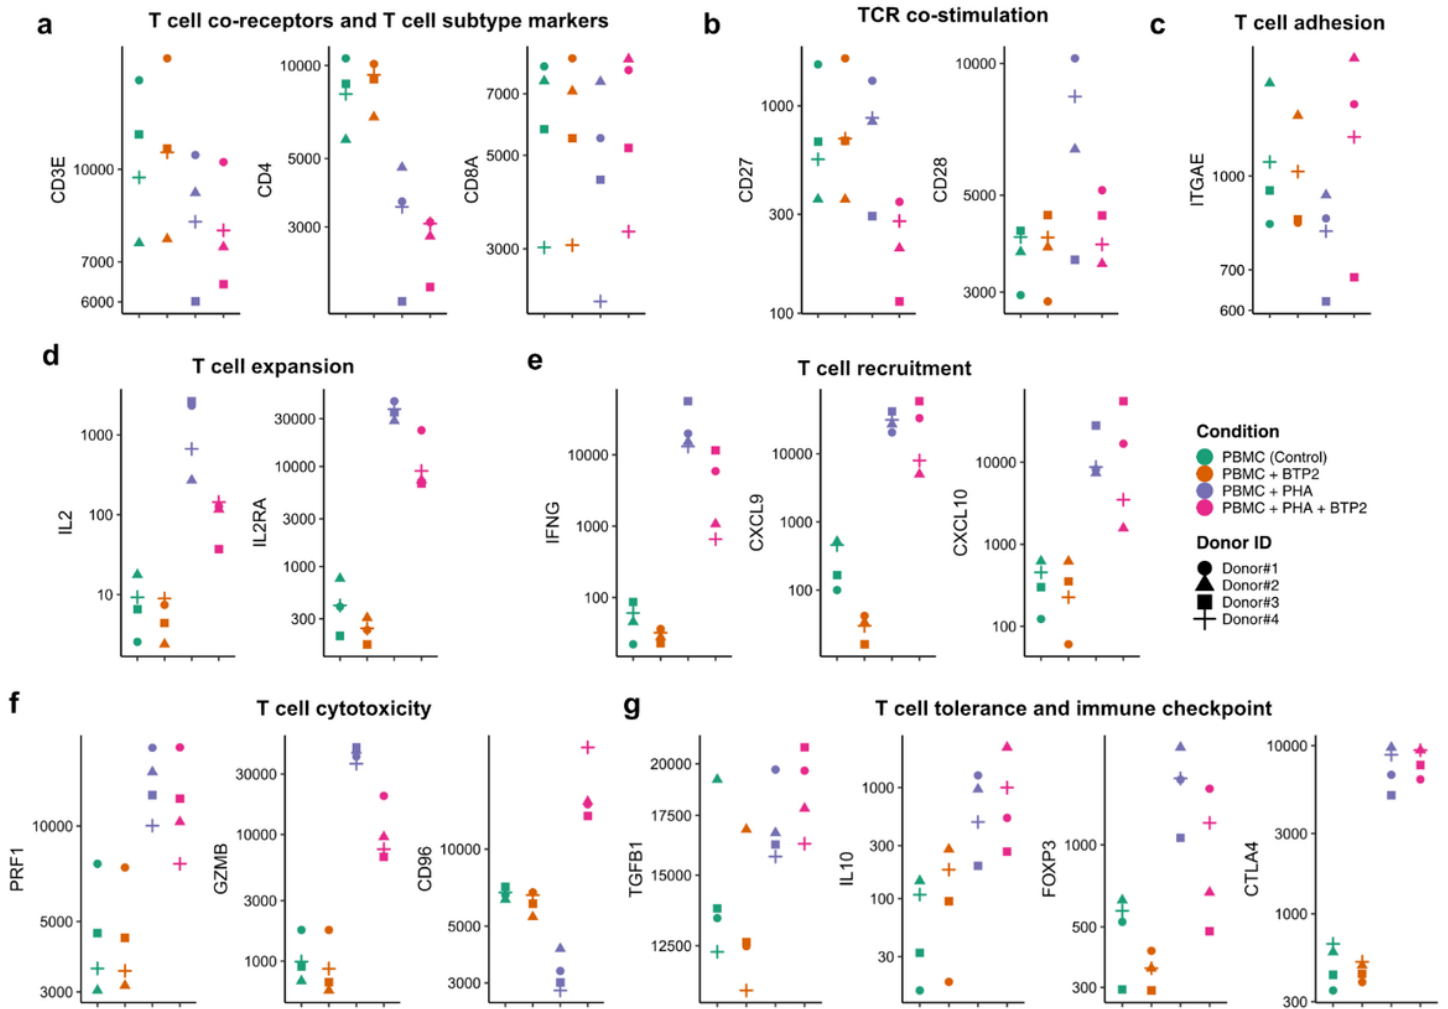 a
T cell co-receptors and T cell subtype markers
CD3E
10000
7000
6000
CD4
10000
5000
3000
CD8A
7000
5000
3000
b
TCR co-stimulation
CD27
1000
300
100
CD28
10000
5000
3000
c
T cell adhesion
ITGAE
1000
700
600
d
T cell expansion
IL2
1000
100
10
IL2RA
30000
10000
3000
1000
300
e
T cell recruitment
IFNG
10000
1000
100
CXCL9
10000
1000
100
CXCL10
10000
1000
100
Condition
PBMC (Control)
PBMC + BTP2
PBMC + PHA
PBMC + PHA + BTP2
Donor ID
Donor#1
Donor#2
Donor#3
Donor#4
f
T cell cytotoxicity
PRF1
10000
5000
3000
GZMB
30000
10000
3000
1000
CD96
10000
5000
3000
g
T cell tolerance and immune checkpoint
TGFB1
20000
17500
15000
12500
IL10
1000
300
100
30
FOXP3
1000
500
300
CTLA4
10000
3000
1000
300